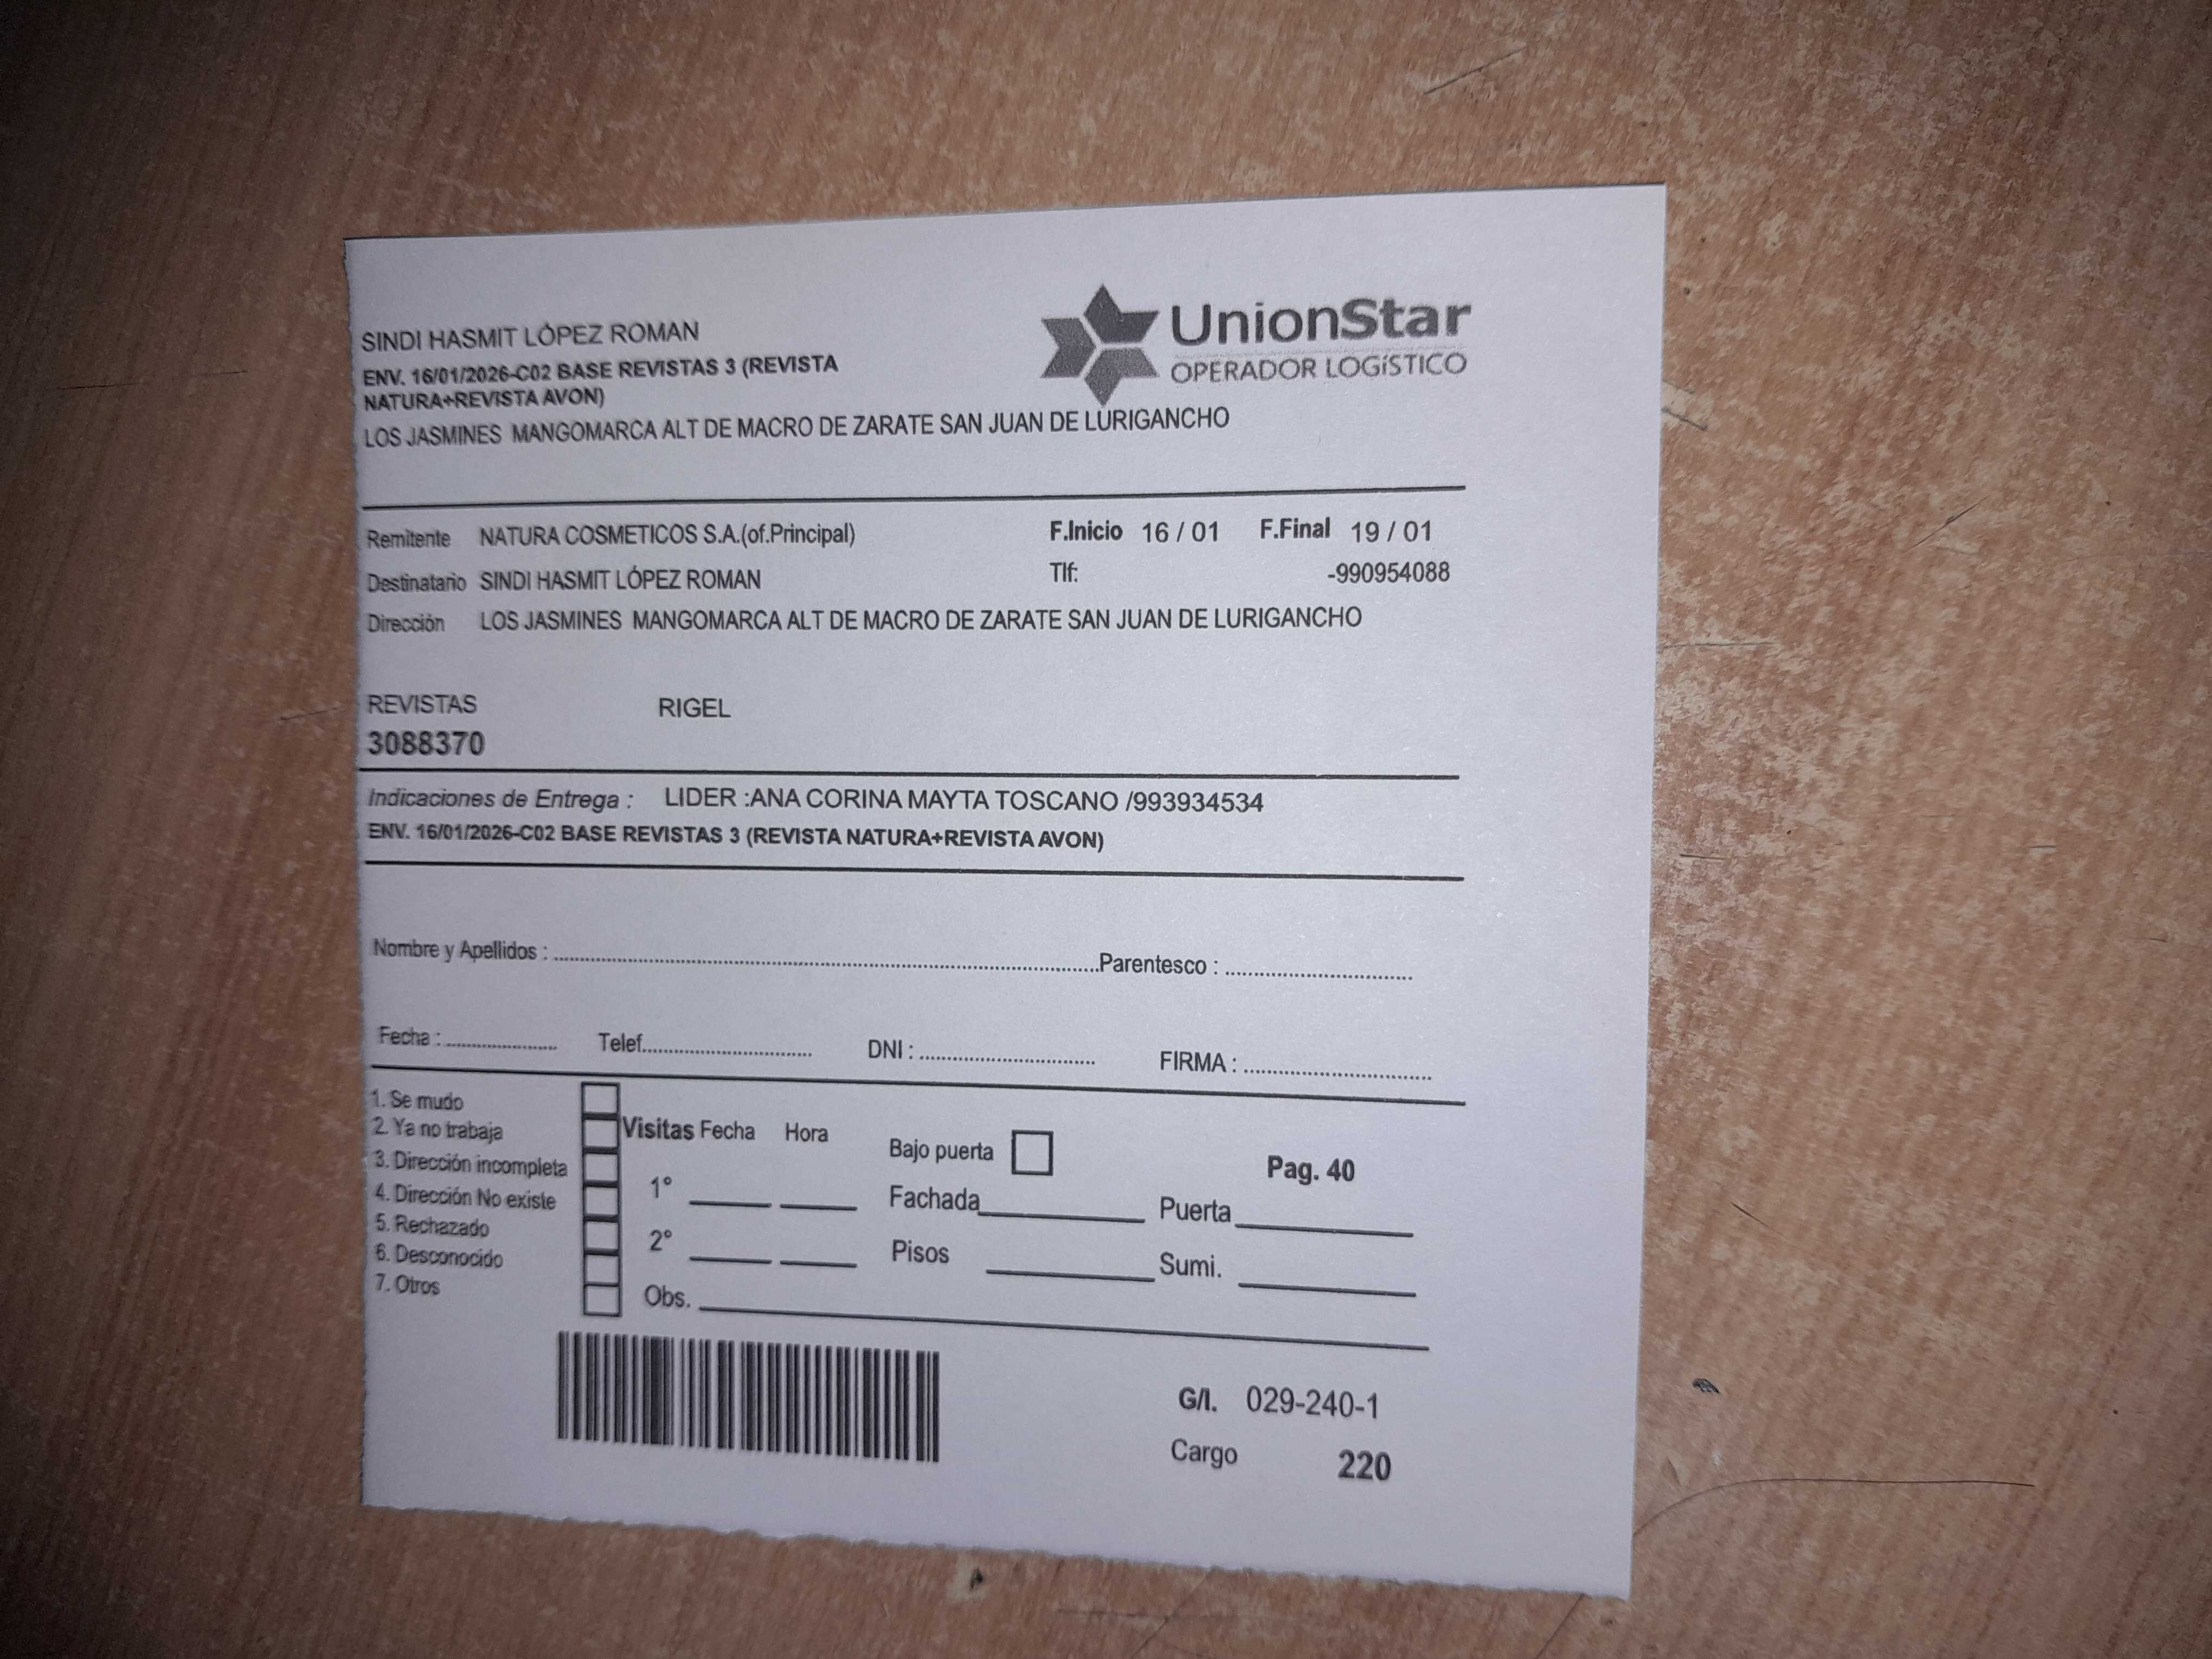 SINDI HASMIT LÓPEZ ROMAN
ENV. 16/01/2026-C02 BASE REVISTAS 3 (REVISTA
NATURA+REVISTA AVON)
LOS JASMINES MANGOMARCA ALT DE MACRO DE ZARATE SAN JUAN DE LURIGANCHO
UnionStar
OPERADOR LOGíSTICO
Remitente NATURA COSMETICOS S.A.(of.Principal) F.Inicio 16 / 01 F.Final 19 / 01
Destinatario SINDI HASMIT LÓPEZ ROMAN Tlf: -990954088
Dirección LOS JASMINES MANGOMARCA ALT DE MACRO DE ZARATE SAN JUAN DE LURIGANCHO
REVISTAS RIGEL
3088370
Indicaciones de Entrega : LIDER :ANA CORINA MAYTA TOSCANO /993934534
ENV. 16/01/2026-C02 BASE REVISTAS 3 (REVISTA NATURA+REVISTA AVON)
Nombre y Apellidos : Parentesco :
Fecha : Telef. DNI : FIRMA :
1. Se mudo
2. Ya no trabaja
3. Dirección incompleta
4. Dirección No existe
5. Rechazado
6. Desconocido
7. Otros
Visitas Fecha Hora
1°
2°
Obs.
Bajo puerta
Fachada
Pisos
Pag. 40
Puerta
Sumi.
G/I. 029-240-1
Cargo 220